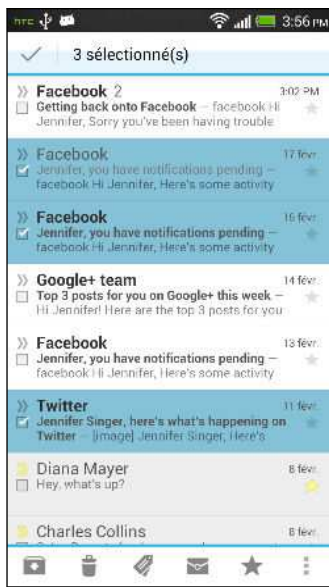 htc 3:56 PM
3 sélectionné(s)
Facebook 2 3:02 PM
Getting back onto Facebook – facebook Hi
Jennifer, Sorry you've been having trouble
Facebook 17 févr.
Jennifer, you have notifications pending –
facebook Hi Jennifer, Here's some activity
Facebook 16 févr.
Jennifer, you have notifications pending –
facebook Hi Jennifer, Here's some activity
Google+ team 14 févr.
Top 3 posts for you on Google+ this week –
Hi Jennifer! Here are the top 3 posts for you
Facebook 13 févr.
Jennifer, you have notifications pending –
facebook Hi Jennifer, Here's some activity
Twitter 11 févr.
Jennifer Singer, here's what's happening on
Twitter – [image] Jennifer Singer, Here's
Diana Mayer 8 févr.
Hey, what's up?
Charles Collins 8 févr.